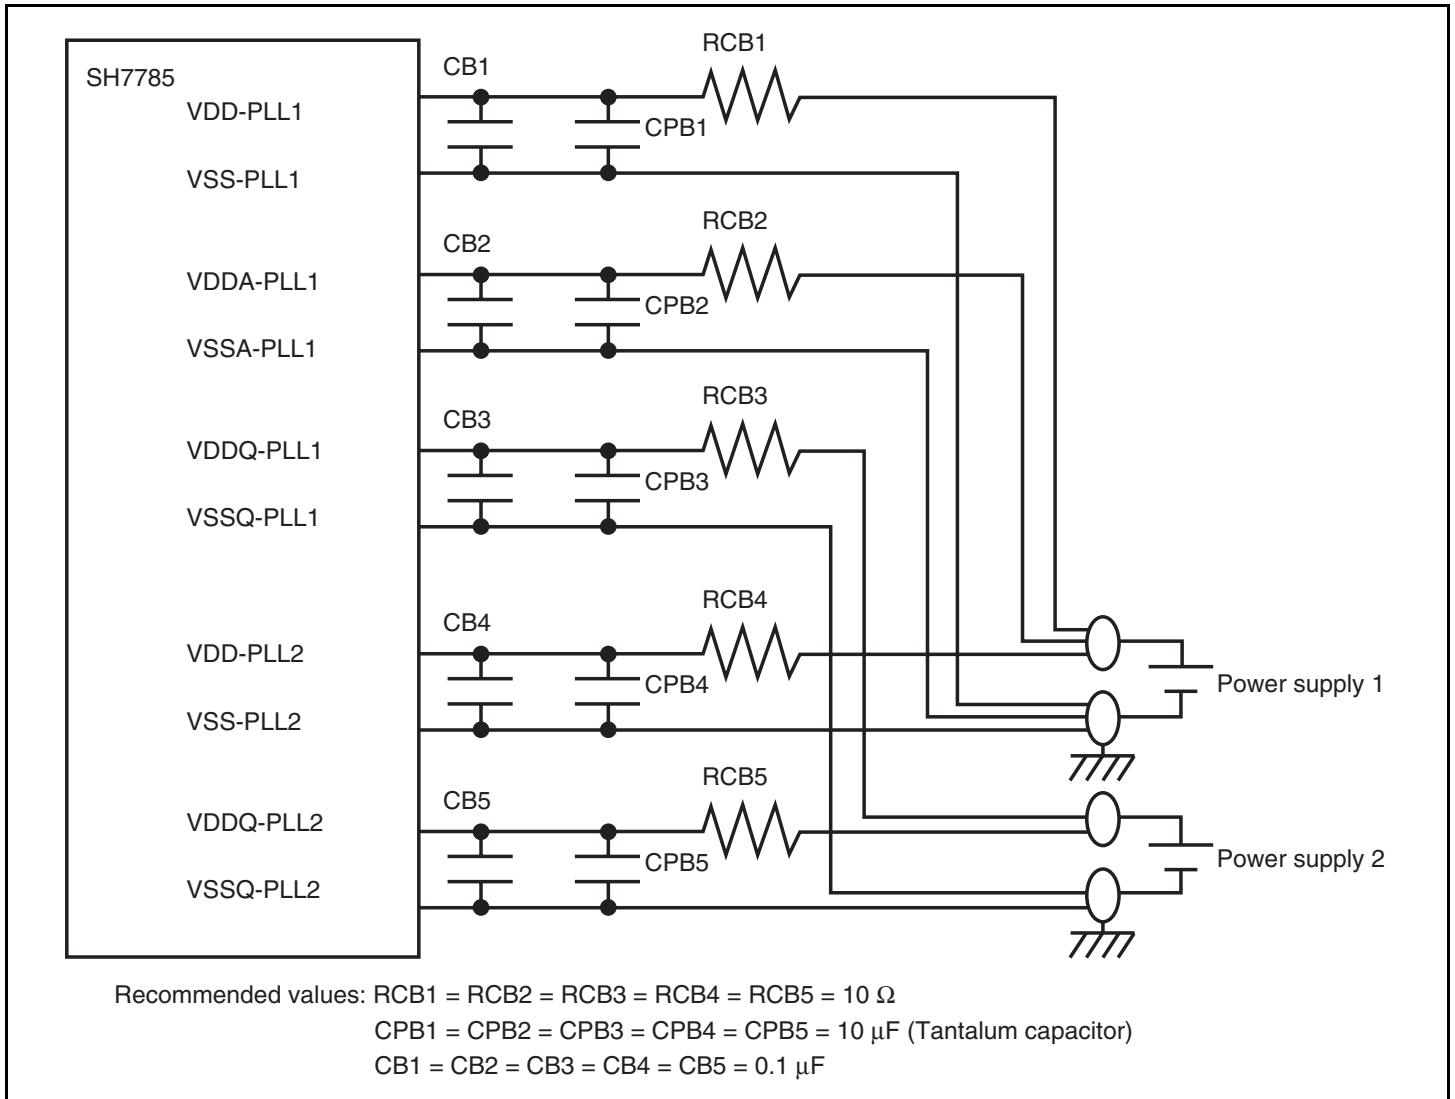 SH7785
VDD-PLL1
VSS-PLL1
VDDA-PLL1
VSSA-PLL1
VDDQ-PLL1
VSSQ-PLL1
VDD-PLL2
VSS-PLL2
VDDQ-PLL2
VSSQ-PLL2
CB1
CPB1
RCB1
CB2
CPB2
RCB2
CB3
CPB3
RCB3
CB4
CPB4
RCB4
CB5
CPB5
RCB5
Power supply 1
Power supply 2
Recommended values: RCB1 = RCB2 = RCB3 = RCB4 = RCB5 = 10 Ω
CPB1 = CPB2 = CPB3 = CPB4 = CPB5 = 10 μF (Tantalum capacitor)
CB1 = CB2 = CB3 = CB4 = CB5 = 0.1 μF